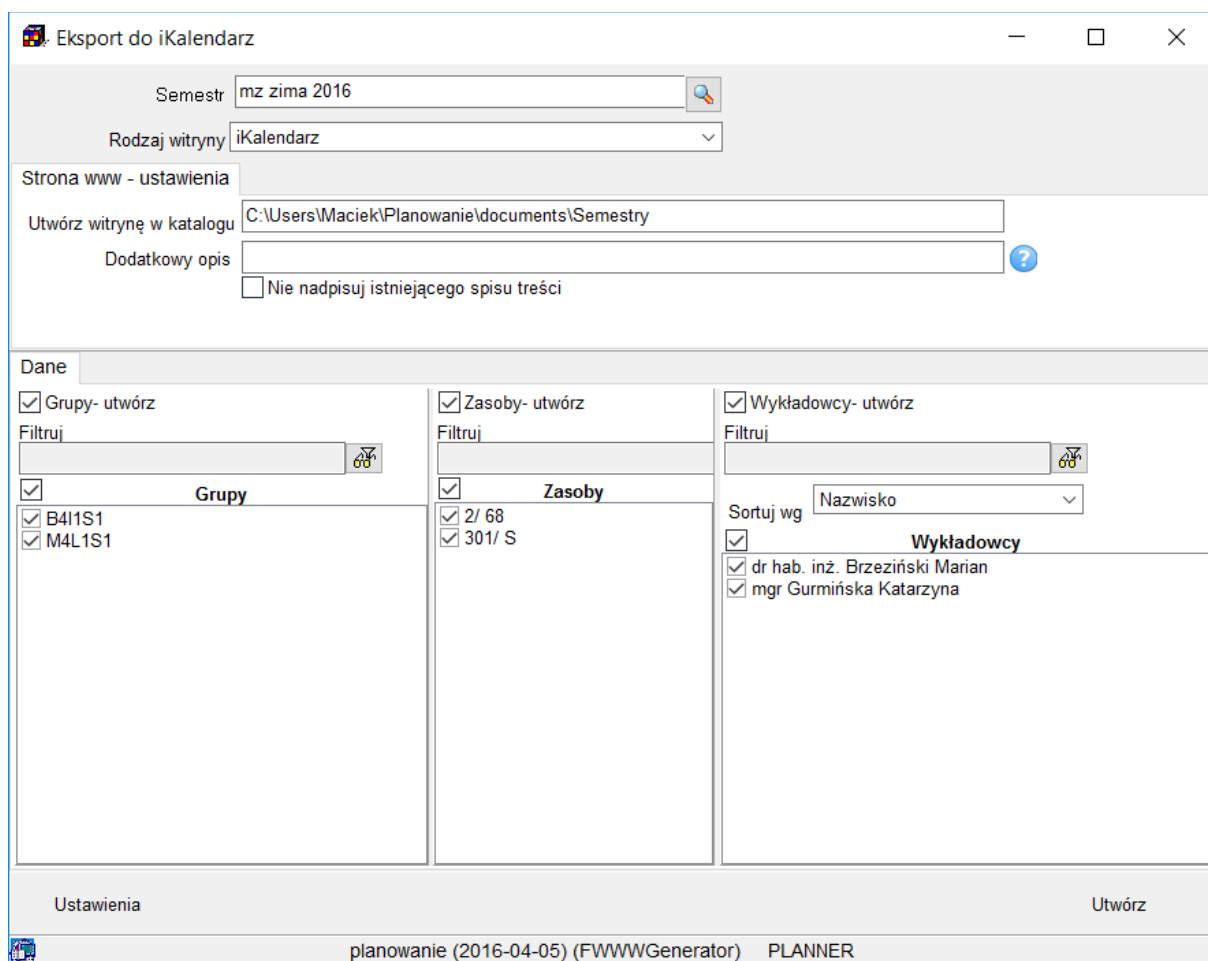 Eksport do iKalendarz
Semestr mz zima 2016
Rodzaj witryny iKalendarz
Strona www - ustawienia
Utwórz witrynę w katalogu C:\Users\Maciek\Planowanie\documents\Semestry
Dodatkowy opis
Nie nadpisuj istniejącego spisu treści
Dane
Grupy- utwórz
Filtruj
Grupy
B4I1S1
M4L1S1
Zasoby- utwórz
Filtruj
Zasoby
2/ 68
301/ S
Wykładowcy- utwórz
Filtruj
Sortuj wg Nazwisko
Wykładowcy
dr hab. inż. Brzeziński Marian
mgr Gurmińska Katarzyna
Ustawienia Utwórz
planowanie (2016-04-05) (FWWWGenerator) PLANNER